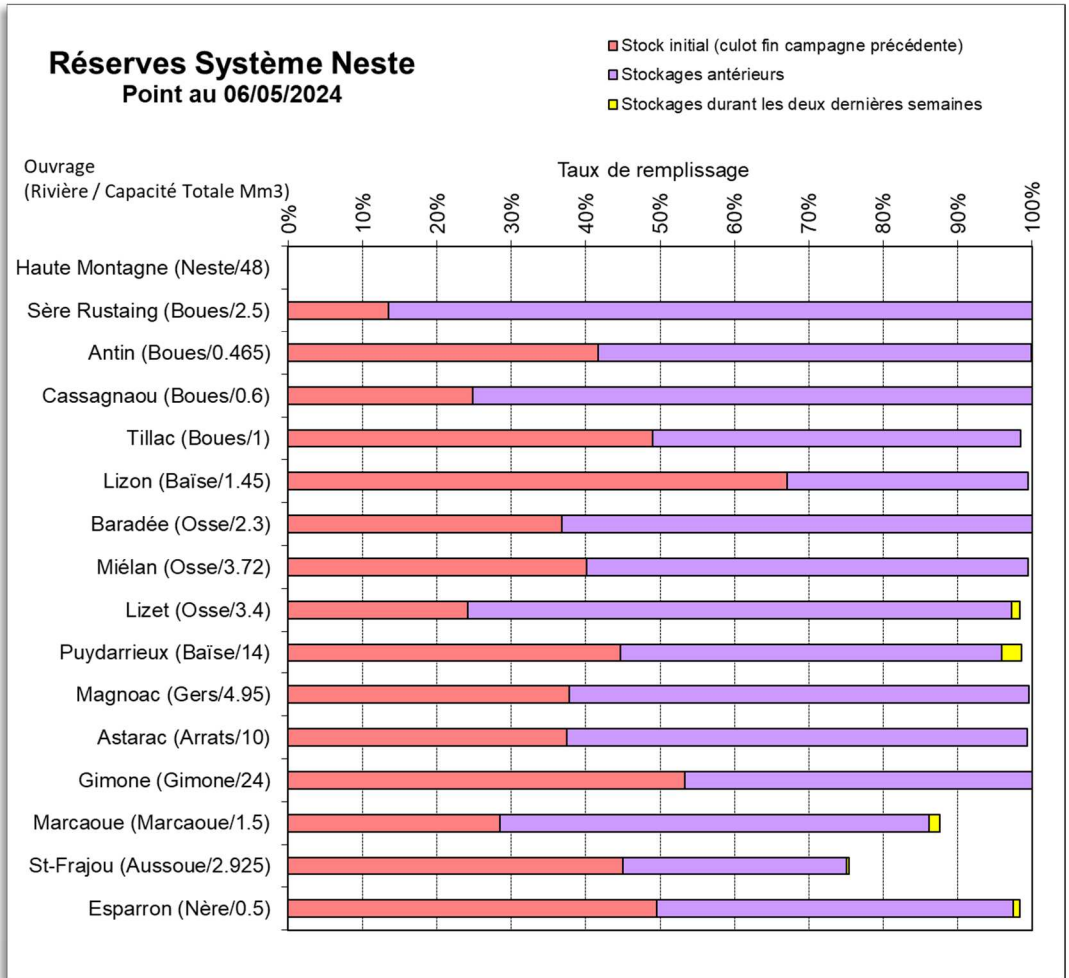 Réserves Système Neste
Point au 06/05/2024
Stock initial (culot fin campagne précédente)
Stockages antérieurs
Stockages durant les deux dernières semaines
Ouvrage
(Rivière / Capacité Totale Mm3)
Taux de remplissage
0% 10% 20% 30% 40% 50% 60% 70% 80% 90% 100%
Haute Montagne (Neste/48)
Sère Rustaing (Boues/2.5)
Antin (Boues/0.465)
Cassagnaou (Boues/0.6)
Tillac (Boues/1)
Lizon (Baïse/1.45)
Baradée (Osse/2.3)
Miélan (Osse/3.72)
Lizet (Osse/3.4)
Puydarrieux (Baïse/14)
Magnoac (Gers/4.95)
Astarac (Arrats/10)
Gimone (Gimone/24)
Marcaoue (Marcaoue/1.5)
St-Frajou (Aussoue/2.925)
Esparron (Nère/0.5)